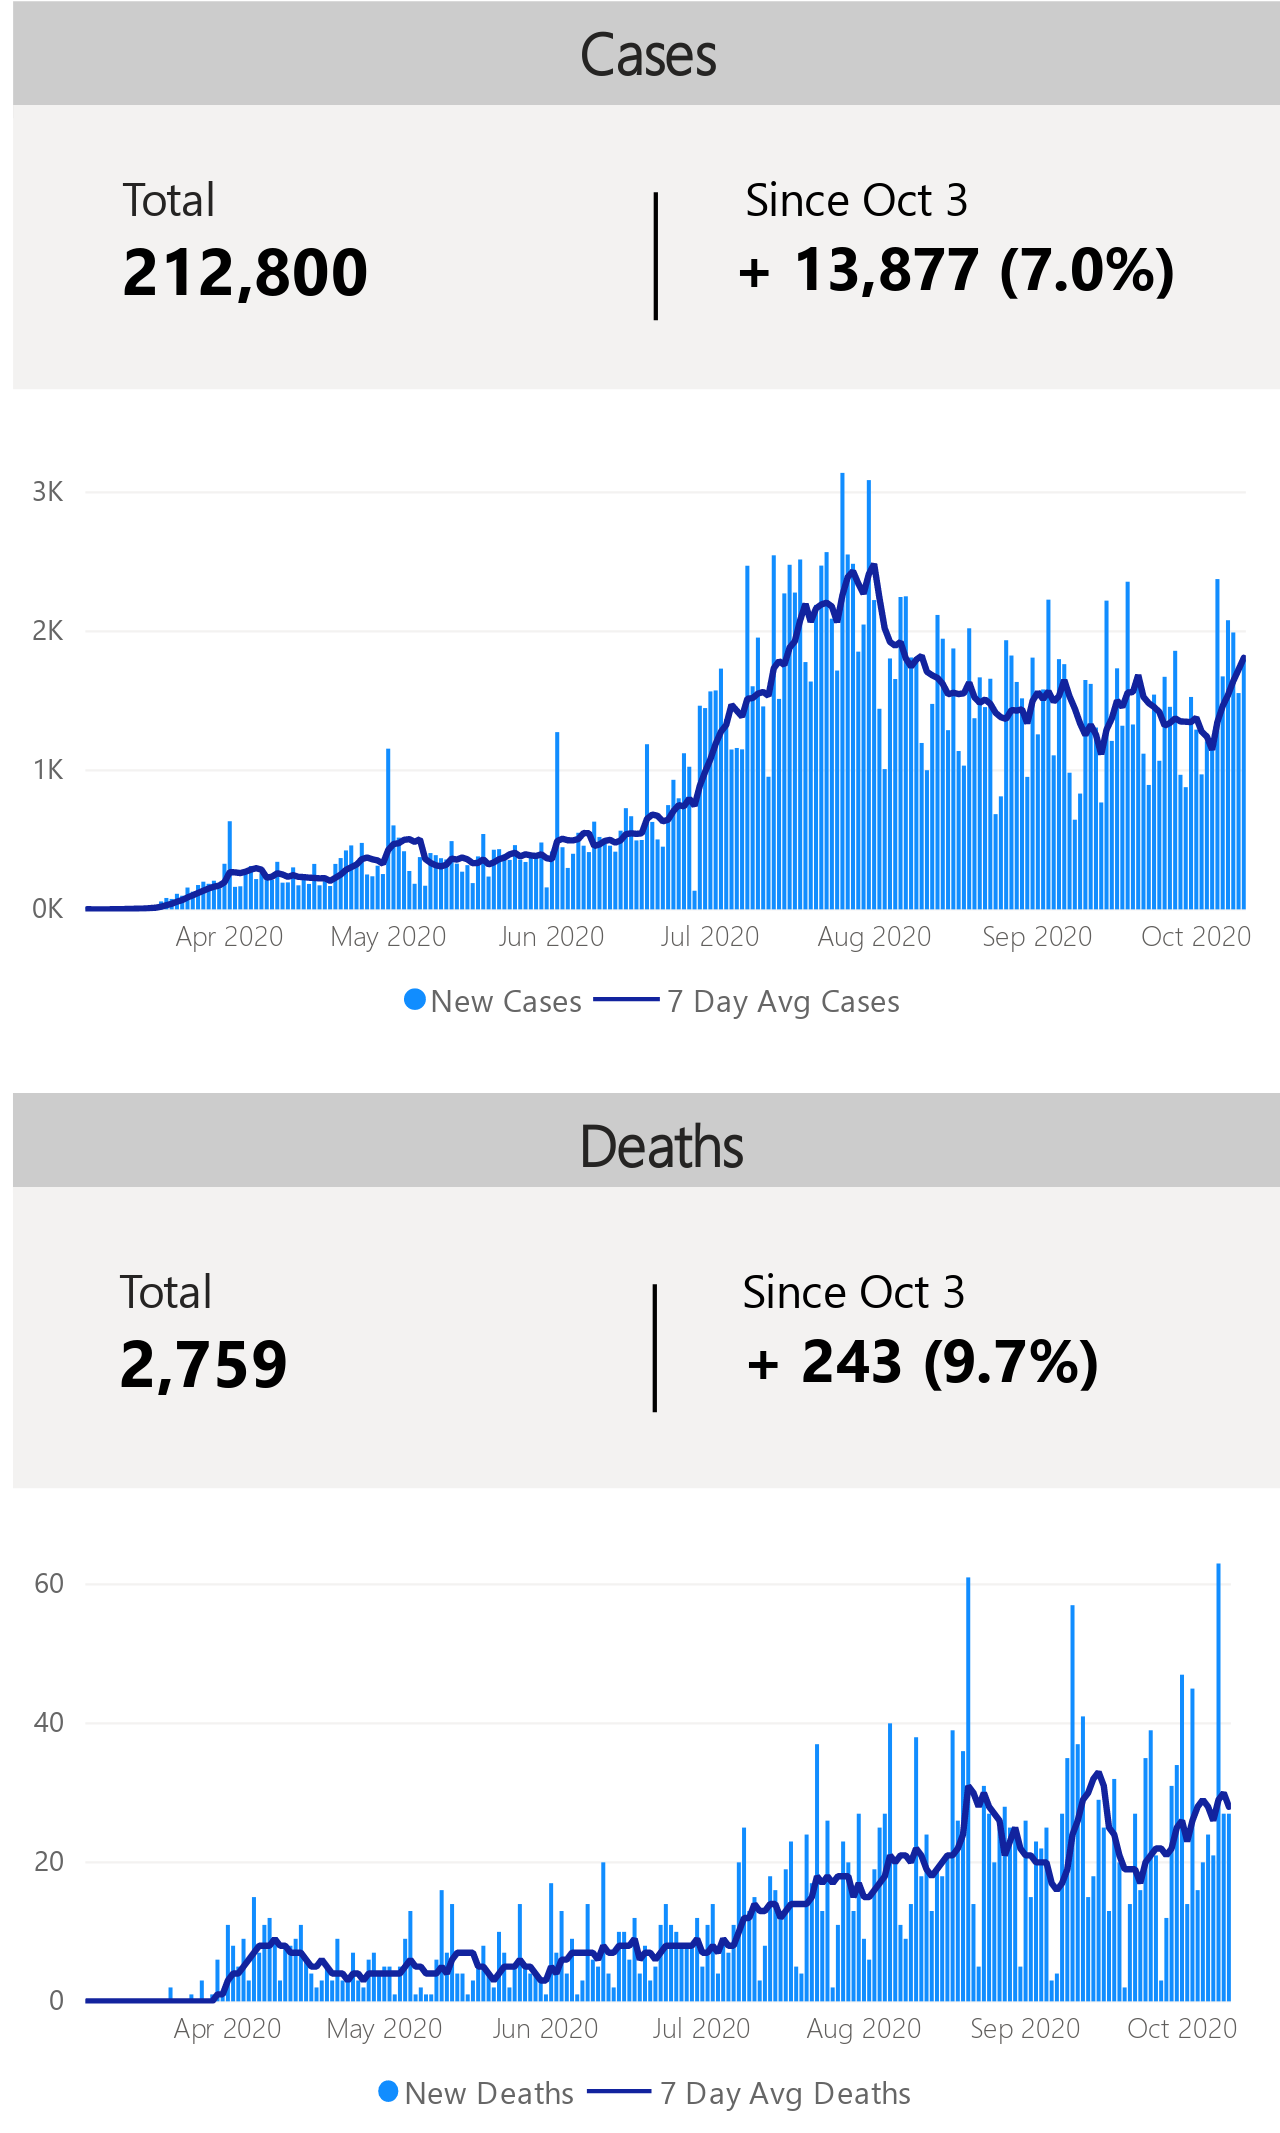 Cases
Total
Since Oct 3
212,800
+ 13,877 (7.0%)
3K
2K
1K
0K
Apr 2020 May 2020 Jun 2020 Jul 2020 Aug 2020 Sep 2020 Oct 2020
New Cases 7 Day Avg Cases
Deaths
Total
Since Oct 3
2,759
+ 243 (9.7%)
60
40
20
0
Apr 2020 May 2020 Jun 2020 Jul 2020 Aug 2020 Sep 2020 Oct 2020
New Deaths 7 Day Avg Deaths